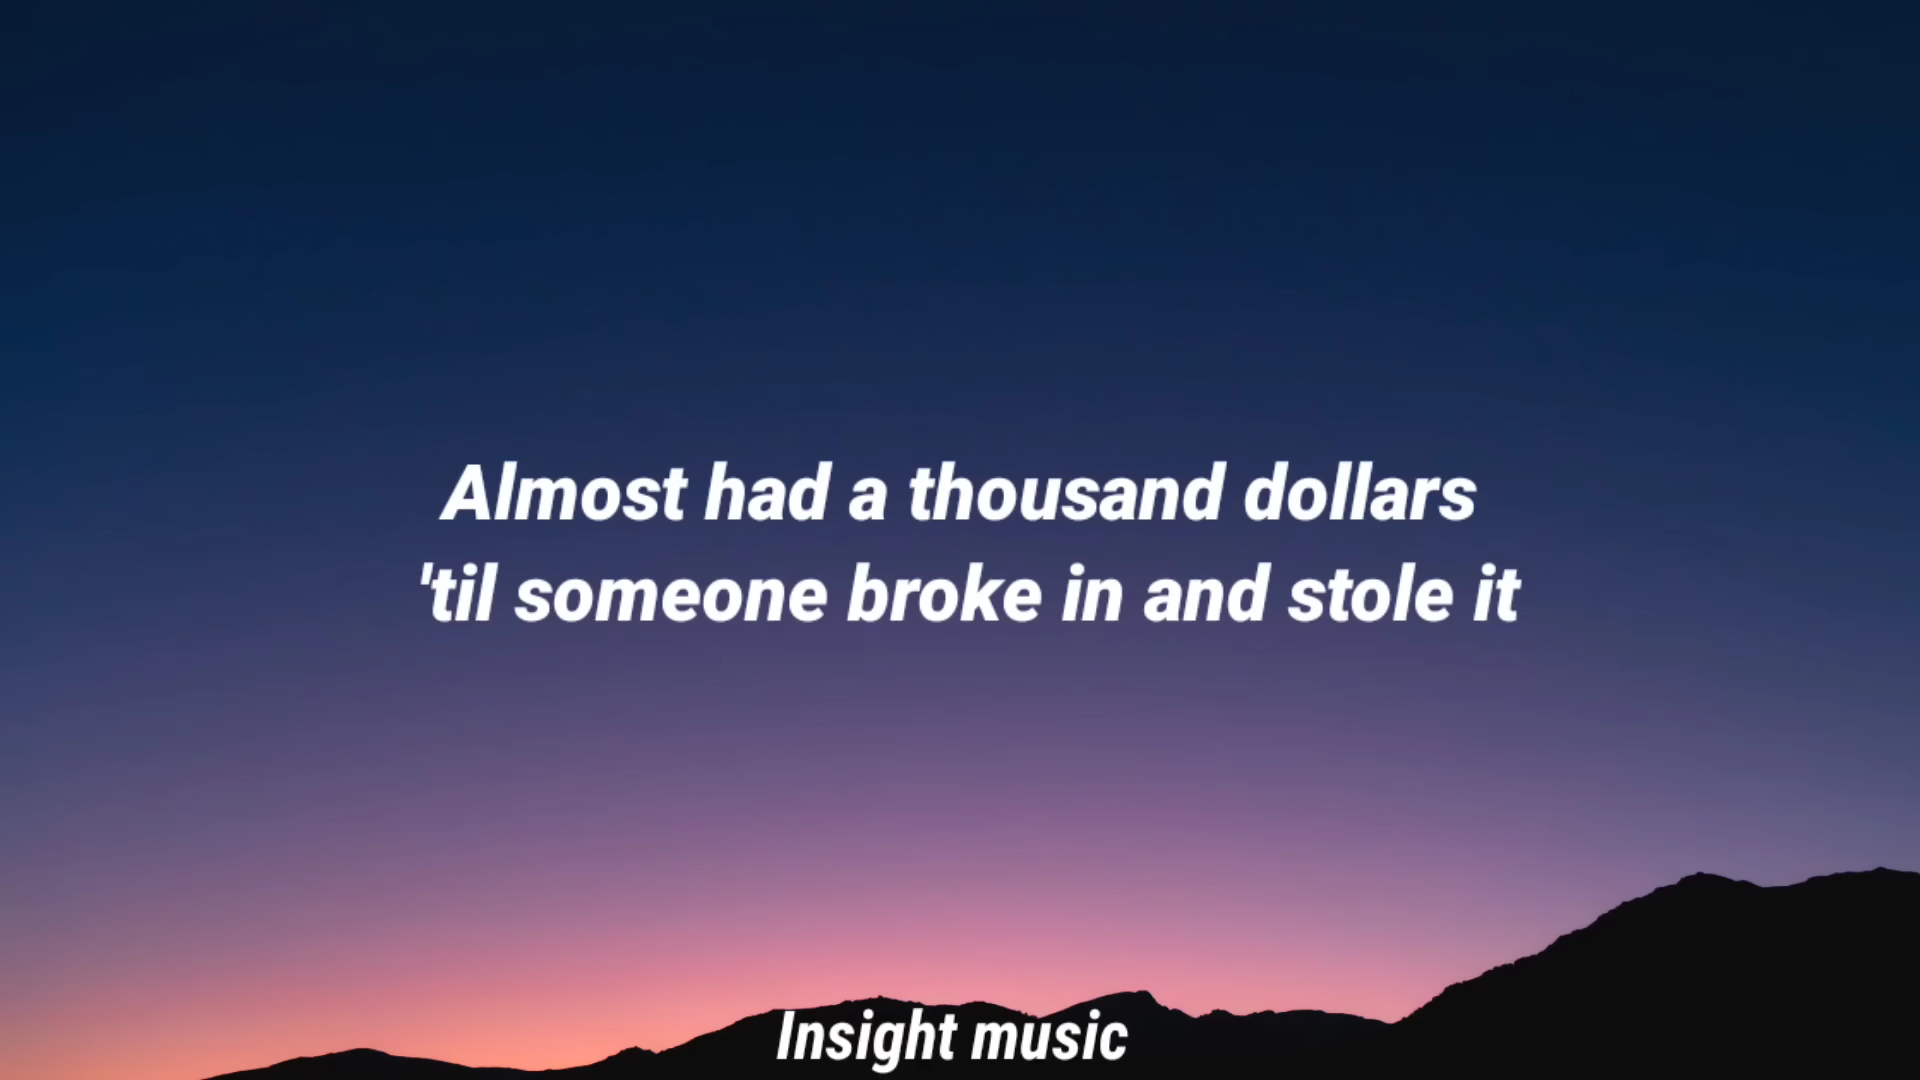 Almost had a thousand dollars
'til someone broke in and stole it
Insight music